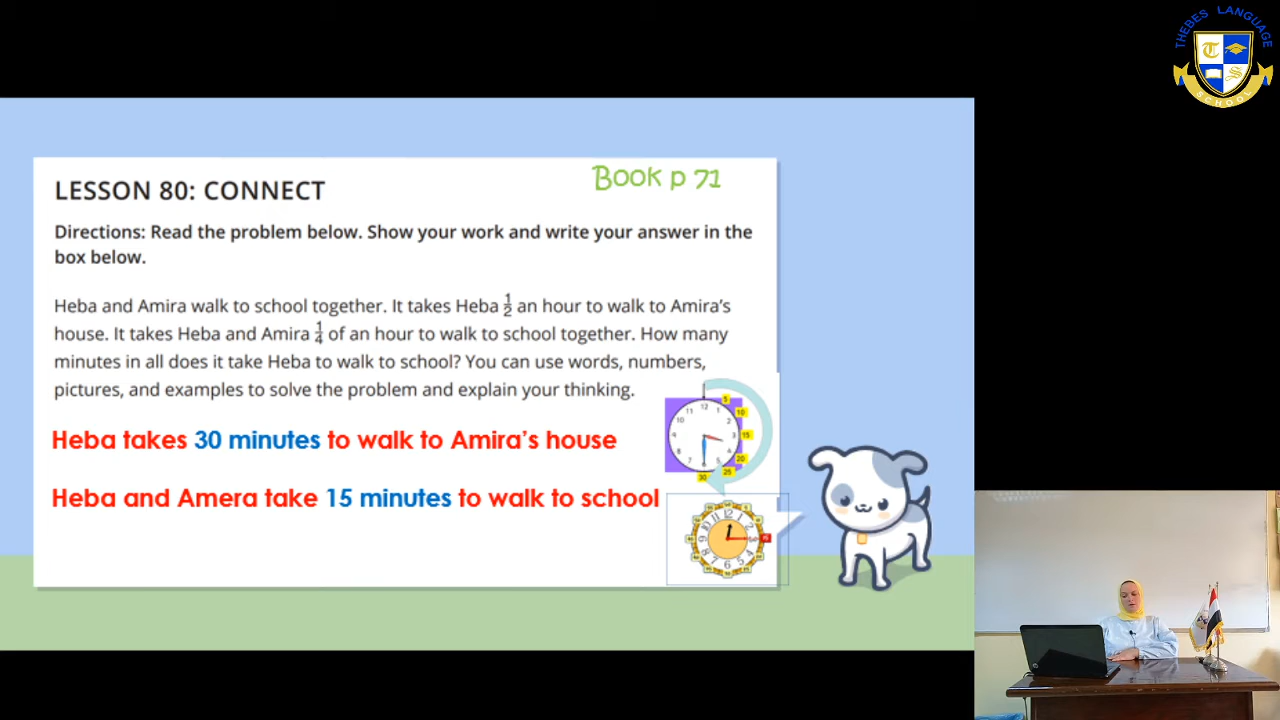 THEBES LANGUAGE
SCHOOL
Book p 71
LESSON 80: CONNECT
Directions: Read the problem below. Show your work and write your answer in the
box below.
Heba and Amira walk to school together. It takes Heba 1/2 an hour to walk to Amira's
house. It takes Heba and Amira 1/4 of an hour to walk to school together. How many
minutes in all does it take Heba to walk to school? You can use words, numbers,
pictures, and examples to solve the problem and explain your thinking.
Heba takes 30 minutes to walk to Amira's house
Heba and Amera take 15 minutes to walk to school